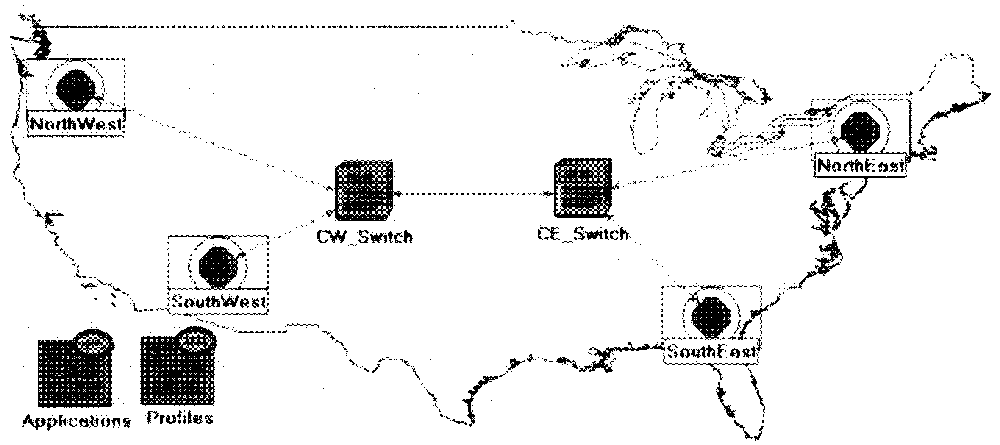 NorthWest
NorthEast
CW_Switch
CE_Switch
SouthWest
SouthEast
Applications
Profiles